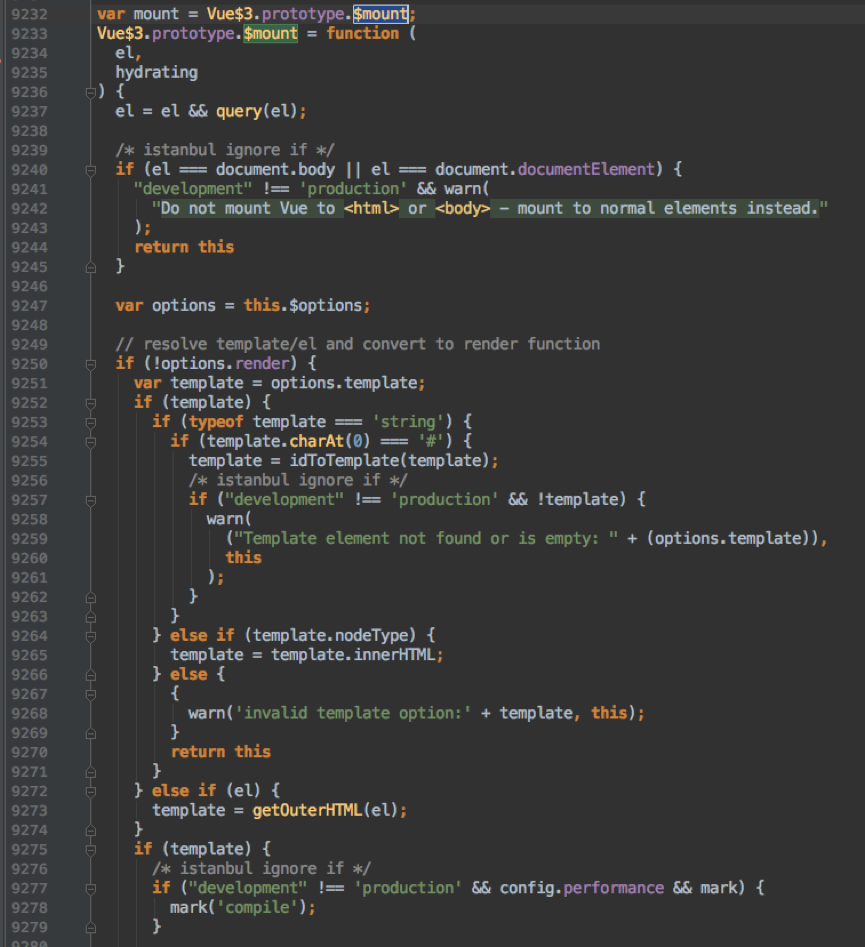 9232 var mount = Vue$3.prototype.$mount;
9233 Vue$3.prototype.$mount = function (
9234   el,
9235   hydrating
9236 ) {
9237   el = el && query(el);
9238
9239   /* istanbul ignore if */
9240   if (el === document.body || el === document.documentElement) {
9241     "development" !== 'production' && warn(
9242       "Do not mount Vue to <html> or <body> - mount to normal elements instead."
9243     );
9244     return this
9245   }
9246
9247   var options = this.$options;
9248
9249   // resolve template/el and convert to render function
9250   if (!options.render) {
9251     var template = options.template;
9252     if (template) {
9253       if (typeof template === 'string') {
9254         if (template.charAt(0) === '#') {
9255           template = idToTemplate(template);
9256           /* istanbul ignore if */
9257           if ("development" !== 'production' && !template) {
9258             warn(
9259               ("Template element not found or is empty: " + (options.template)),
9260               this
9261             );
9262           }
9263         }
9264       } else if (template.nodeType) {
9265         template = template.innerHTML;
9266       } else {
9267         {
9268           warn('invalid template option:' + template, this);
9269         }
9270         return this
9271       }
9272     } else if (el) {
9273       template = getOuterHTML(el);
9274     }
9275     if (template) {
9276       /* istanbul ignore if */
9277       if ("development" !== 'production' && config.performance && mark) {
9278         mark('compile');
9279       }
9280